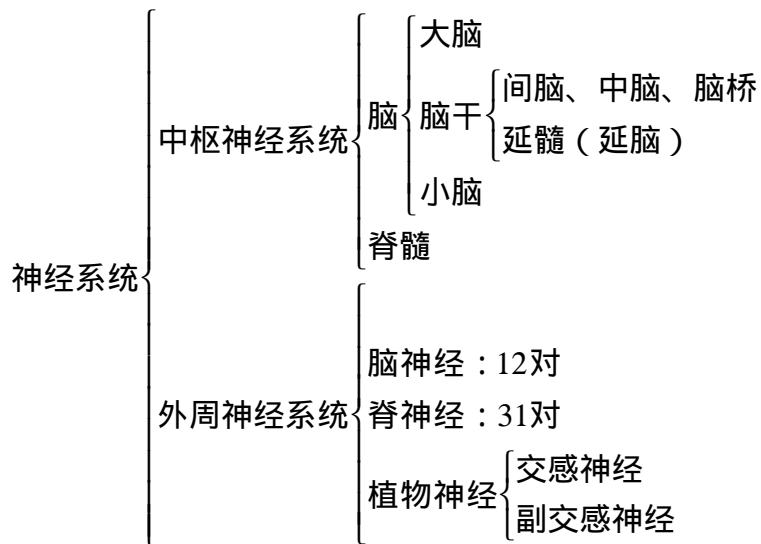 大脑
间脑、中脑、脑桥
脑
脑干
延髓（延脑）
中枢神经系统
小脑
脊髓
神经系统
脑神经：12对
外周神经系统
脊神经：31对
交感神经
植物神经
副交感神经